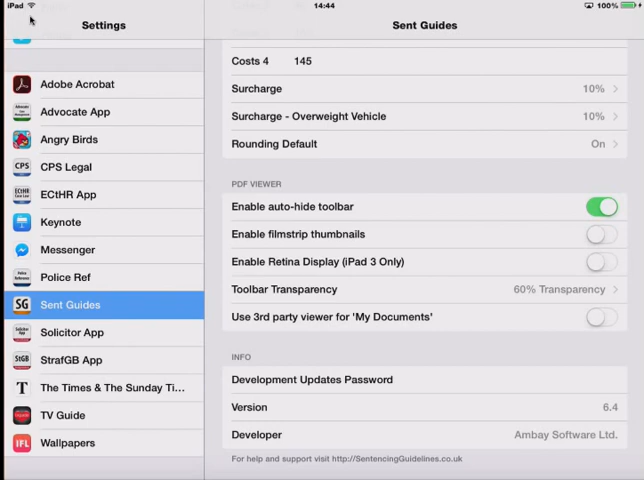 iPad 14:44 100%
Settings Sent Guides
Costs 4 145
Adobe Acrobat
Advocate App
Angry Birds
CPS CPS Legal
ECtHR App
Keynote
Messenger
Police Ref
SG Sent Guides
Solicitor App
StGB StrafGB App
T The Times & The Sunday Ti...
TV Guide
IFL Wallpapers
Surcharge 10%
Surcharge - Overweight Vehicle 10%
Rounding Default On
PDF VIEWER
Enable auto-hide toolbar
Enable filmstrip thumbnails
Enable Retina Display (iPad 3 Only)
Toolbar Transparency 60% Transparency
Use 3rd party viewer for 'My Documents'
INFO
Development Updates Password
Version 6.4
Developer Ambay Software Ltd.
For help and support visit http://SentencingGuidelines.co.uk